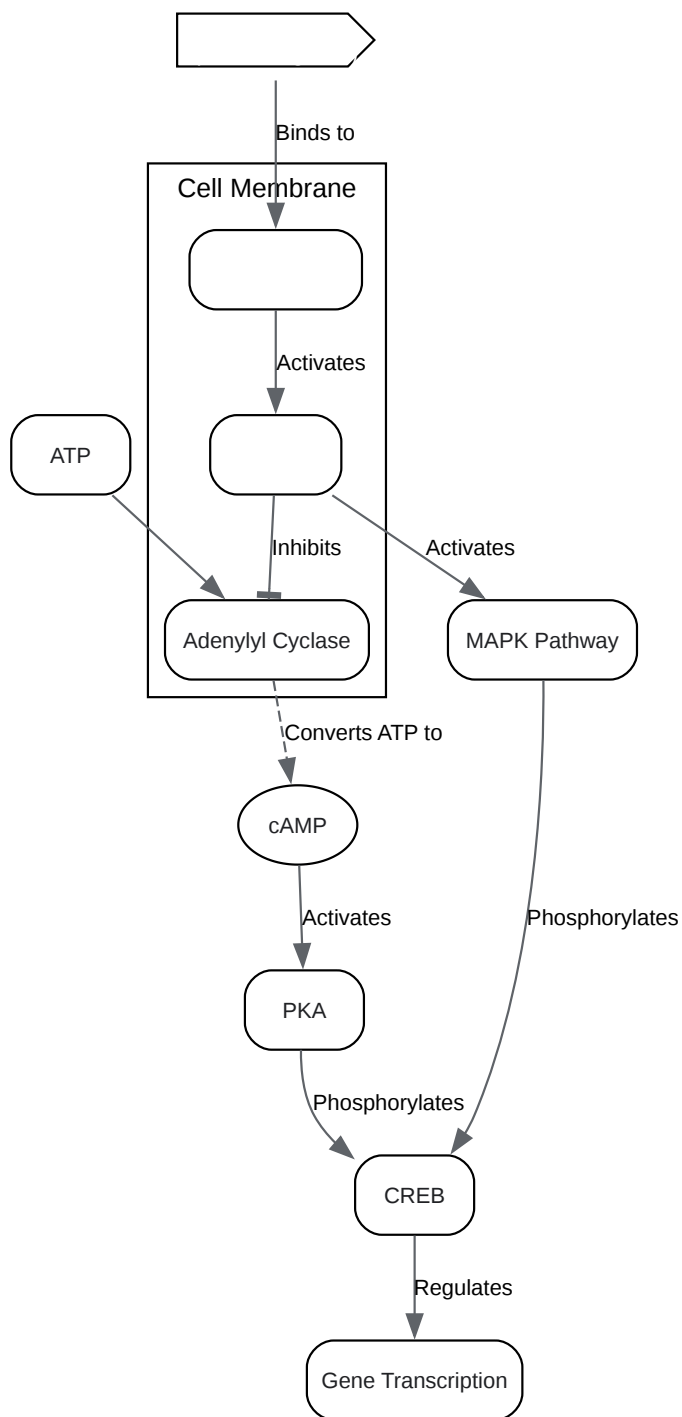 Binds to
Cell Membrane
Activates
ATP
Inhibits
Activates
Adenylyl Cyclase
MAPK Pathway
Converts ATP to
cAMP
Activates
Phosphorylates
PKA
Phosphorylates
CREB
Regulates
Gene Transcription